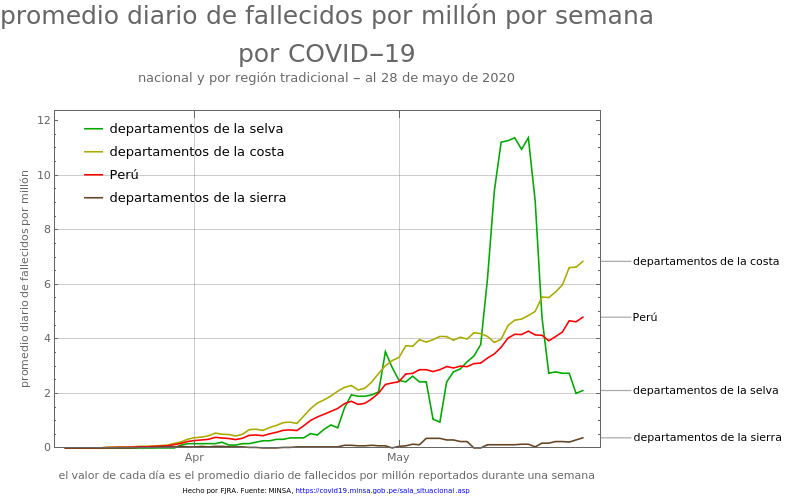 promedio diario de fallecidos por millón por semana
por COVID−19
nacional y por región tradicional − al 28 de mayo de 2020
12
10
8
6
4
2
0
promedio diario de fallecidos por millón
departamentos de la selva
departamentos de la costa
Perú
departamentos de la sierra
departamentos de la costa
Perú
departamentos de la selva
departamentos de la sierra
Apr
May
el valor de cada día es el promedio diario de fallecidos por millón reportados durante una semana
Hecho por FJRA. Fuente: MINSA, https://covid19.minsa.gob.pe/sala_situacional.asp